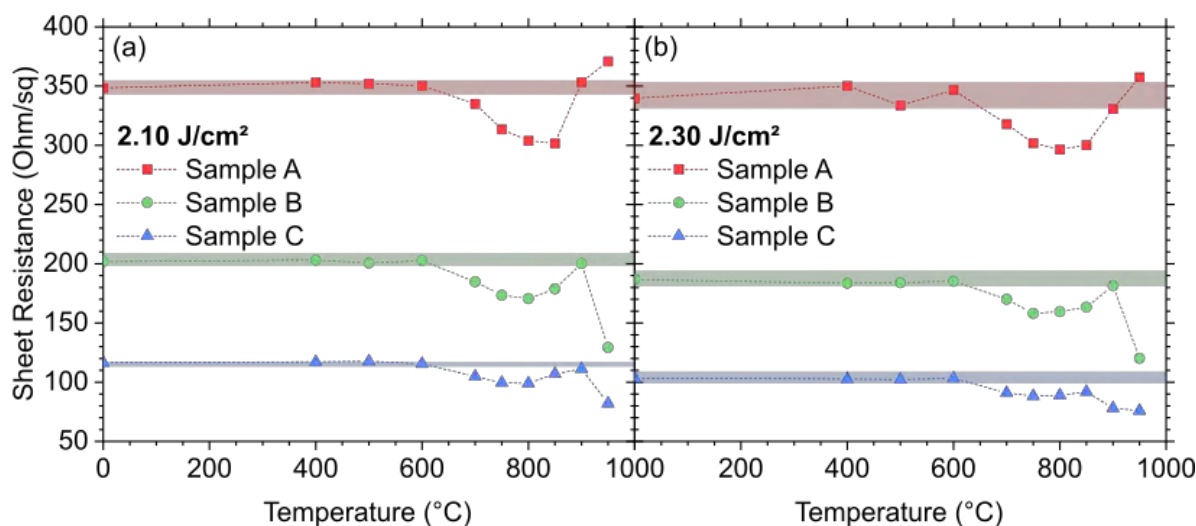 400
350
300
250
200
150
100
50
Sheet Resistance (Ohm/sq)
(a)
2.10 J/cm²
Sample A
Sample B
Sample C
0 200 400 600 800 100
Temperature (°C)
(b)
2.30 J/cm²
Sample A
Sample B
Sample C
0 200 400 600 800 1000
Temperature (°C)